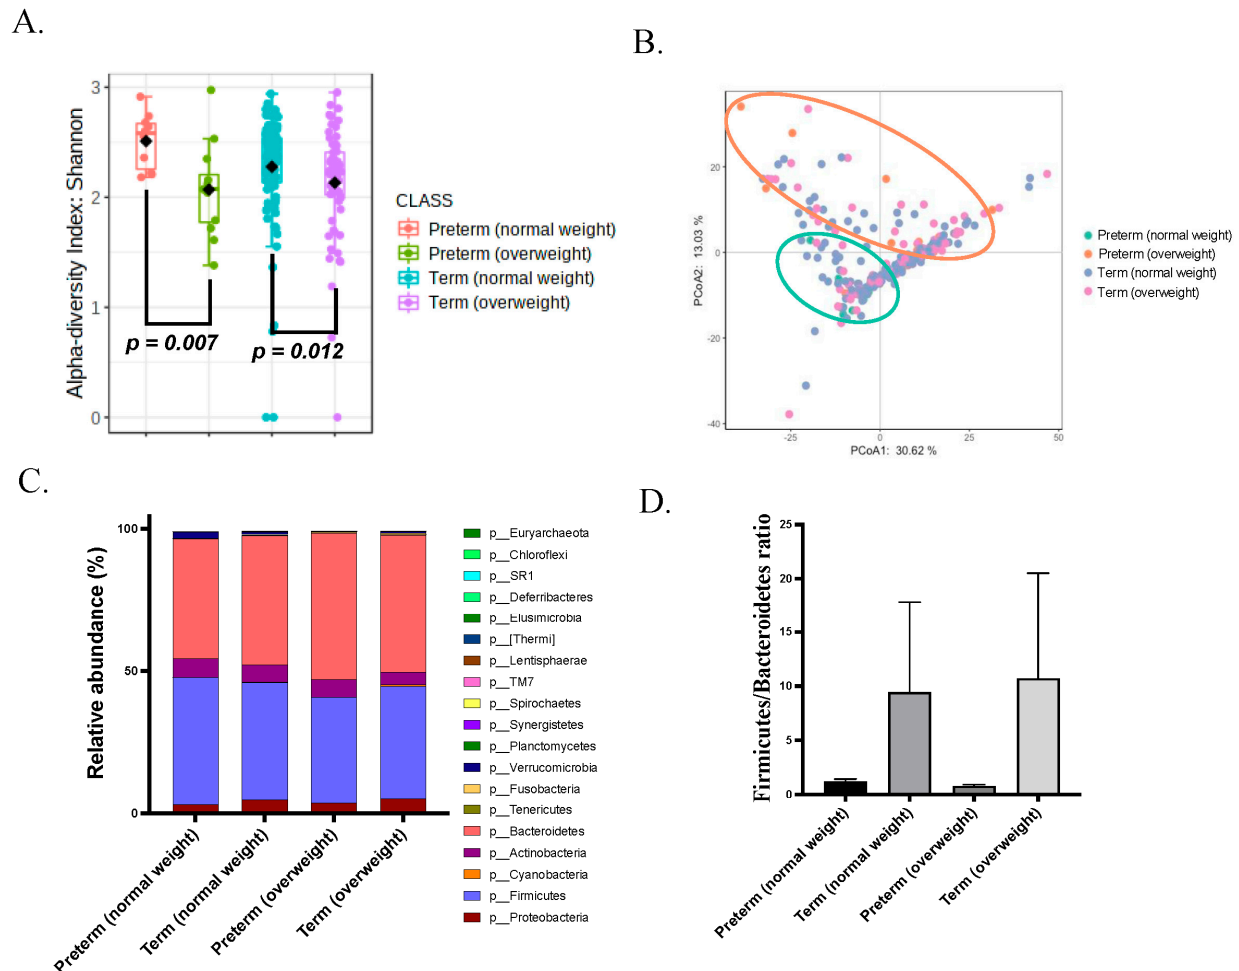 A.
Alpha-diversity Index: Shannon
3
2
1
0
p = 0.007
p = 0.012
CLASS
Preterm (normal weight)
Preterm (overweight)
Term (normal weight)
Term (overweight)
B.
PCoA2: 13.03 %
20
0
-20
-40
-25
0
25
50
PCoA1: 30.62 %
Preterm (normal weight)
Preterm (overweight)
Term (normal weight)
Term (overweight)
C.
Relative abundance (%)
100
50
0
Preterm (normal weight)
Term (normal weight)
Preterm (overweight)
Term (overweight)
p__Euryarchaeota
p__Chloroflexi
p__SR1
p__Deferribacteres
p__Elusimicrobia
p__[Thermi]
p__Lentisphaerae
p__TM7
p__Spirochaetes
p__Synergistetes
p__Planctomycetes
p__Verrucomicrobia
p__Fusobacteria
p__Tenericutes
p__Bacteroidetes
p__Actinobacteria
p__Cyanobacteria
p__Firmicutes
p__Proteobacteria
D.
Firmicutes/Bacteroidetes ratio
25
20
15
10
5
0
Preterm (normal weight)
Term (normal weight)
Preterm (overweight)
Term (overweight)